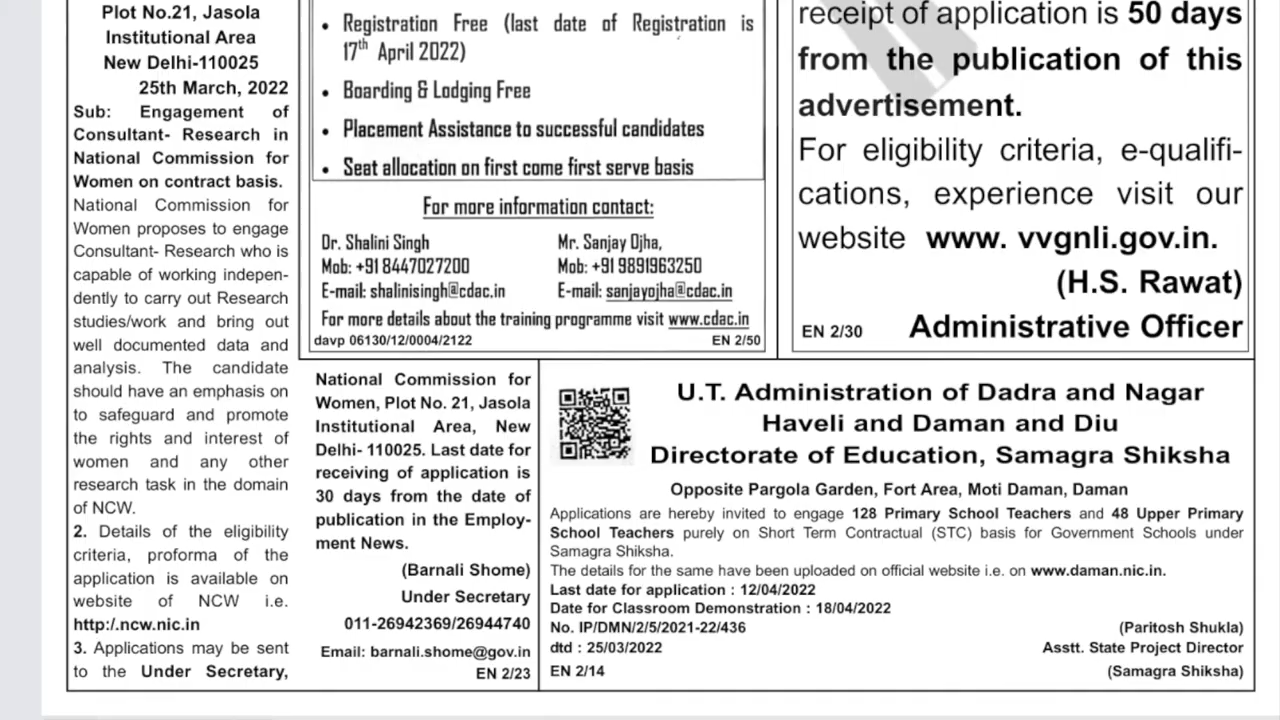 Plot No.21, Jasola
Institutional Area
New Delhi-110025
25th March, 2022
Sub: Engagement of
Consultant- Research in
National Commission for
Women on contract basis.
National Commission for
Women proposes to engage
Consultant- Research who is
capable of working indepen-
dently to carry out Research
studies/work and bring out
well documented data and
analysis. The candidate
should have an emphasis on
to safeguard and promote
the rights and interest of
women and any other
research task in the domain
of NCW.
2. Details of the eligibility
criteria, proforma of the
application is available on
website of NCW i.e.
http:/.ncw.nic.in
3. Applications may be sent
to the Under Secretary,
National Commission for
Women, Plot No. 21, Jasola
Institutional Area, New
Delhi- 110025. Last date for
receiving of application is
30 days from the date of
publication in the Employ-
ment News.
(Barnali Shome)
Under Secretary
011-26942369/26944740
Email: barnali.shome@gov.in
EN 2/23
• Registration Free (last date of Registration is
17th April 2022)
• Boarding & Lodging Free
• Placement Assistance to successful candidates
• Seat allocation on first come first serve basis
For more information contact:
Dr. Shalini Singh
Mob: +91 8447027200
E-mail: shalinisingh@cdac.in
Mr. Sanjay Ojha,
Mob: +91 9891963250
E-mail: sanjayojha@cdac.in
For more details about the training programme visit www.cdac.in
davp 06130/12/0004/2122 EN 2/50
receipt of application is 50 days
from the publication of this
advertisement.
For eligibility criteria, e-qualifi-
cations, experience visit our
website www. vvgnli.gov.in.
(H.S. Rawat)
EN 2/30 Administrative Officer
U.T. Administration of Dadra and Nagar
Haveli and Daman and Diu
Directorate of Education, Samagra Shiksha
Opposite Pargola Garden, Fort Area, Moti Daman, Daman
Applications are hereby invited to engage 128 Primary School Teachers and 48 Upper Primary
School Teachers purely on Short Term Contractual (STC) basis for Government Schools under
Samagra Shiksha.
The details for the same have been uploaded on official website i.e. on www.daman.nic.in.
Last date for application : 12/04/2022
Date for Classroom Demonstration : 18/04/2022
No. IP/DMN/2/5/2021-22/436 (Paritosh Shukla)
dtd : 25/03/2022 Asstt. State Project Director
EN 2/14 (Samagra Shiksha)